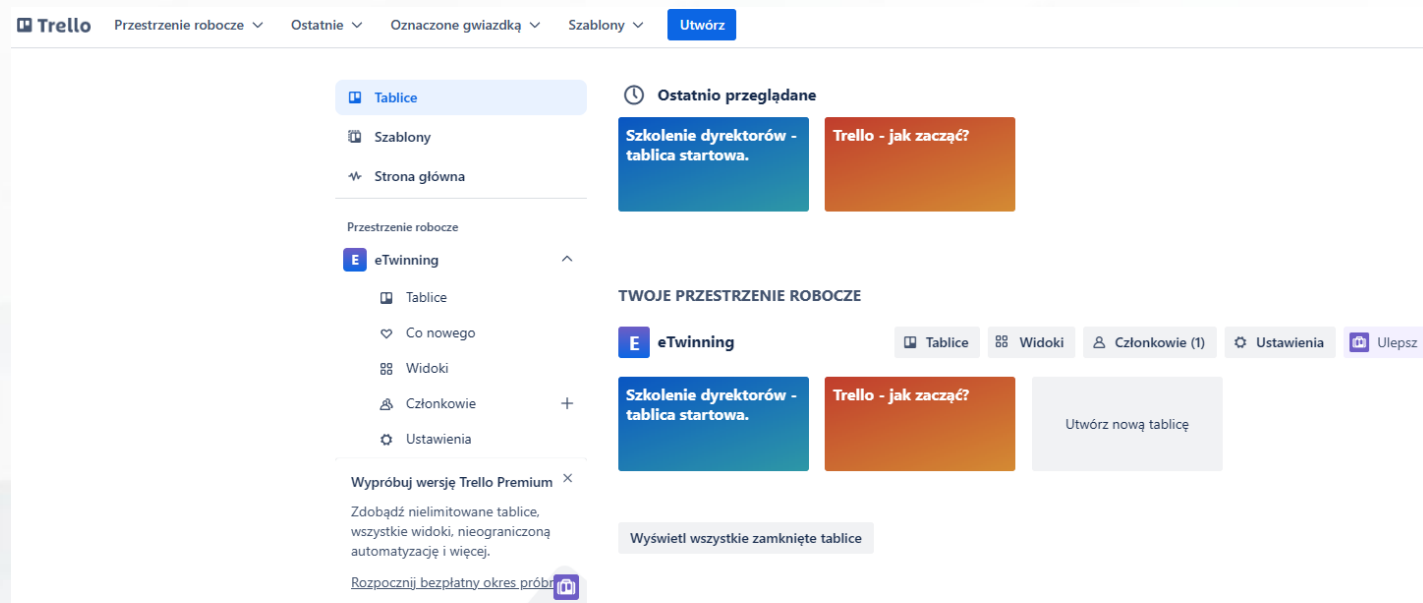 Trello Przestrzenie robocze Ostatnie Oznaczone gwiazdką Szablony Utwórz
Tablice
Szablony
Strona główna
Przestrzenie robocze
E eTwinning
Tablice
Co nowego
Widoki
Członkowie
Ustawienia
Wypróbuj wersję Trello Premium
Zdobądź nielimitowane tablice,
wszystkie widoki, nieograniczoną
automatyzację i więcej.
Rozpocznij bezpłatny okres
Ostatnio przeglądane
Szkolenie dyrektorów -
tablica startowa.
Trello - jak zacząć?
TWOJE PRZESTRZENIE ROBOCZE
E eTwinning Tablice Widoki Członkowie (1) Ustawienia Ulepsz
Szkolenie dyrektorów -
tablica startowa.
Trello - jak zacząć?
Utwórz nową tablicę
Wyświetl wszystkie zamknięte tablice